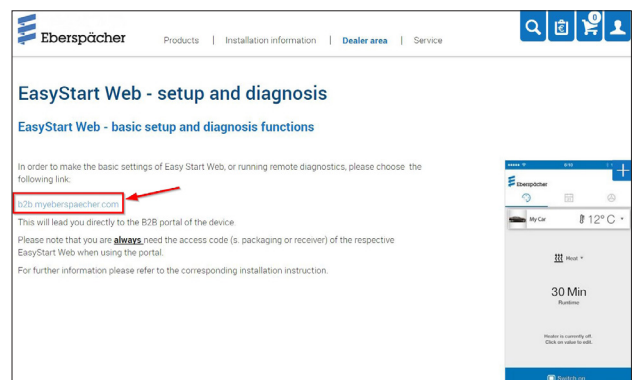 Eberspächer
Products | Installation information | Dealer area | Service
0
EasyStart Web - setup and diagnosis
EasyStart Web - basic setup and diagnosis functions
In order to make the basic settings of Easy Start Web, or running remote diagnostics, please choose the
following link:
b2b.myeberspaecher.com
This will lead you directly to the B2B portal of the device.
Please note that you are always need the access code (s. packaging or receiver) of the respective
EasyStart Web when using the portal.
For further information please refer to the corresponding installation instruction.
Eberspächer
My Car 12° C
Heat
30 Min
Runtime
Heater is currently off.
Click on value to edit.
Switch on